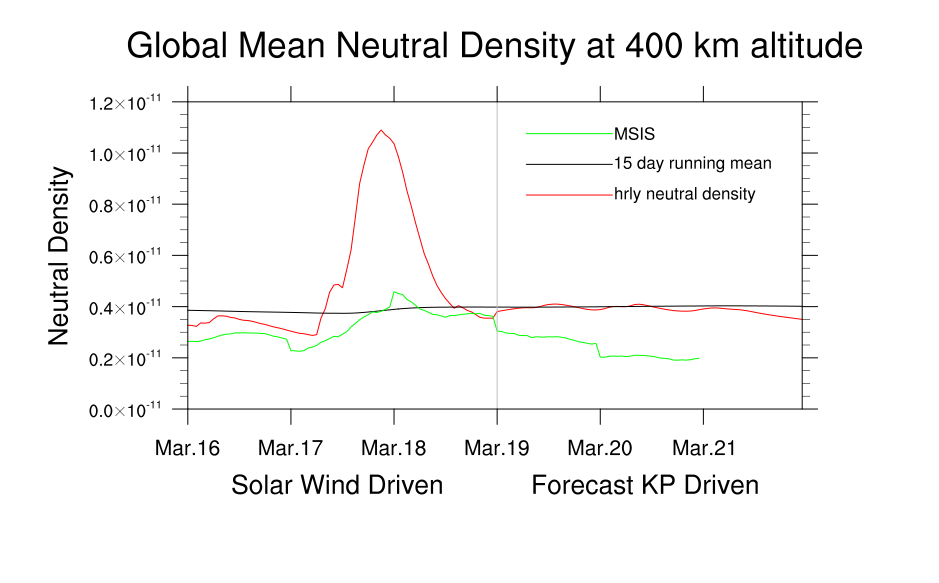 Global Mean Neutral Density at 400 km altitude
Neutral Density
1.2×10⁻¹¹
1.0×10⁻¹¹
0.8×10⁻¹¹
0.6×10⁻¹¹
0.4×10⁻¹¹
0.2×10⁻¹¹
0.0×10⁻¹¹
MSIS
15 day running mean
hrly neutral density
Mar.16 Mar.17 Mar.18 Mar.19 Mar.20 Mar.21
Solar Wind Driven Forecast KP Driven